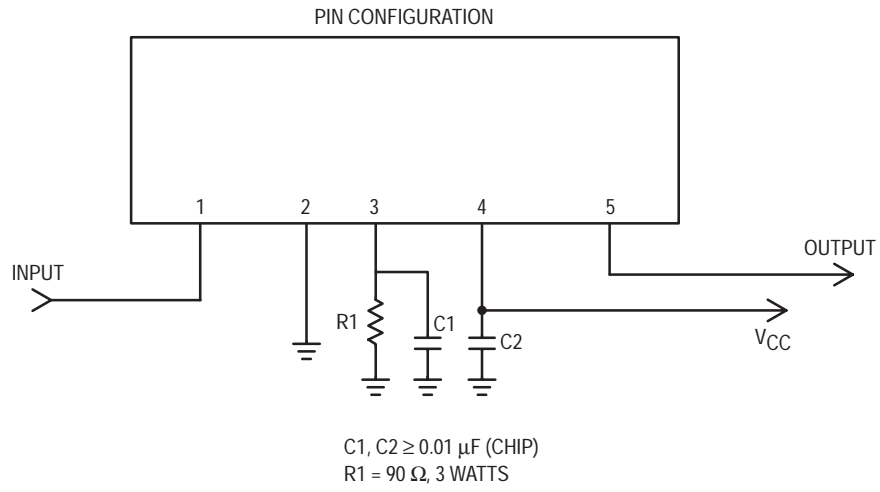 PIN CONFIGURATION
1 2 3 4 5
INPUT
OUTPUT
R1
C1
C2
VCC
C1, C2 ≥ 0.01 μF (CHIP)
R1 = 90 Ω, 3 WATTS